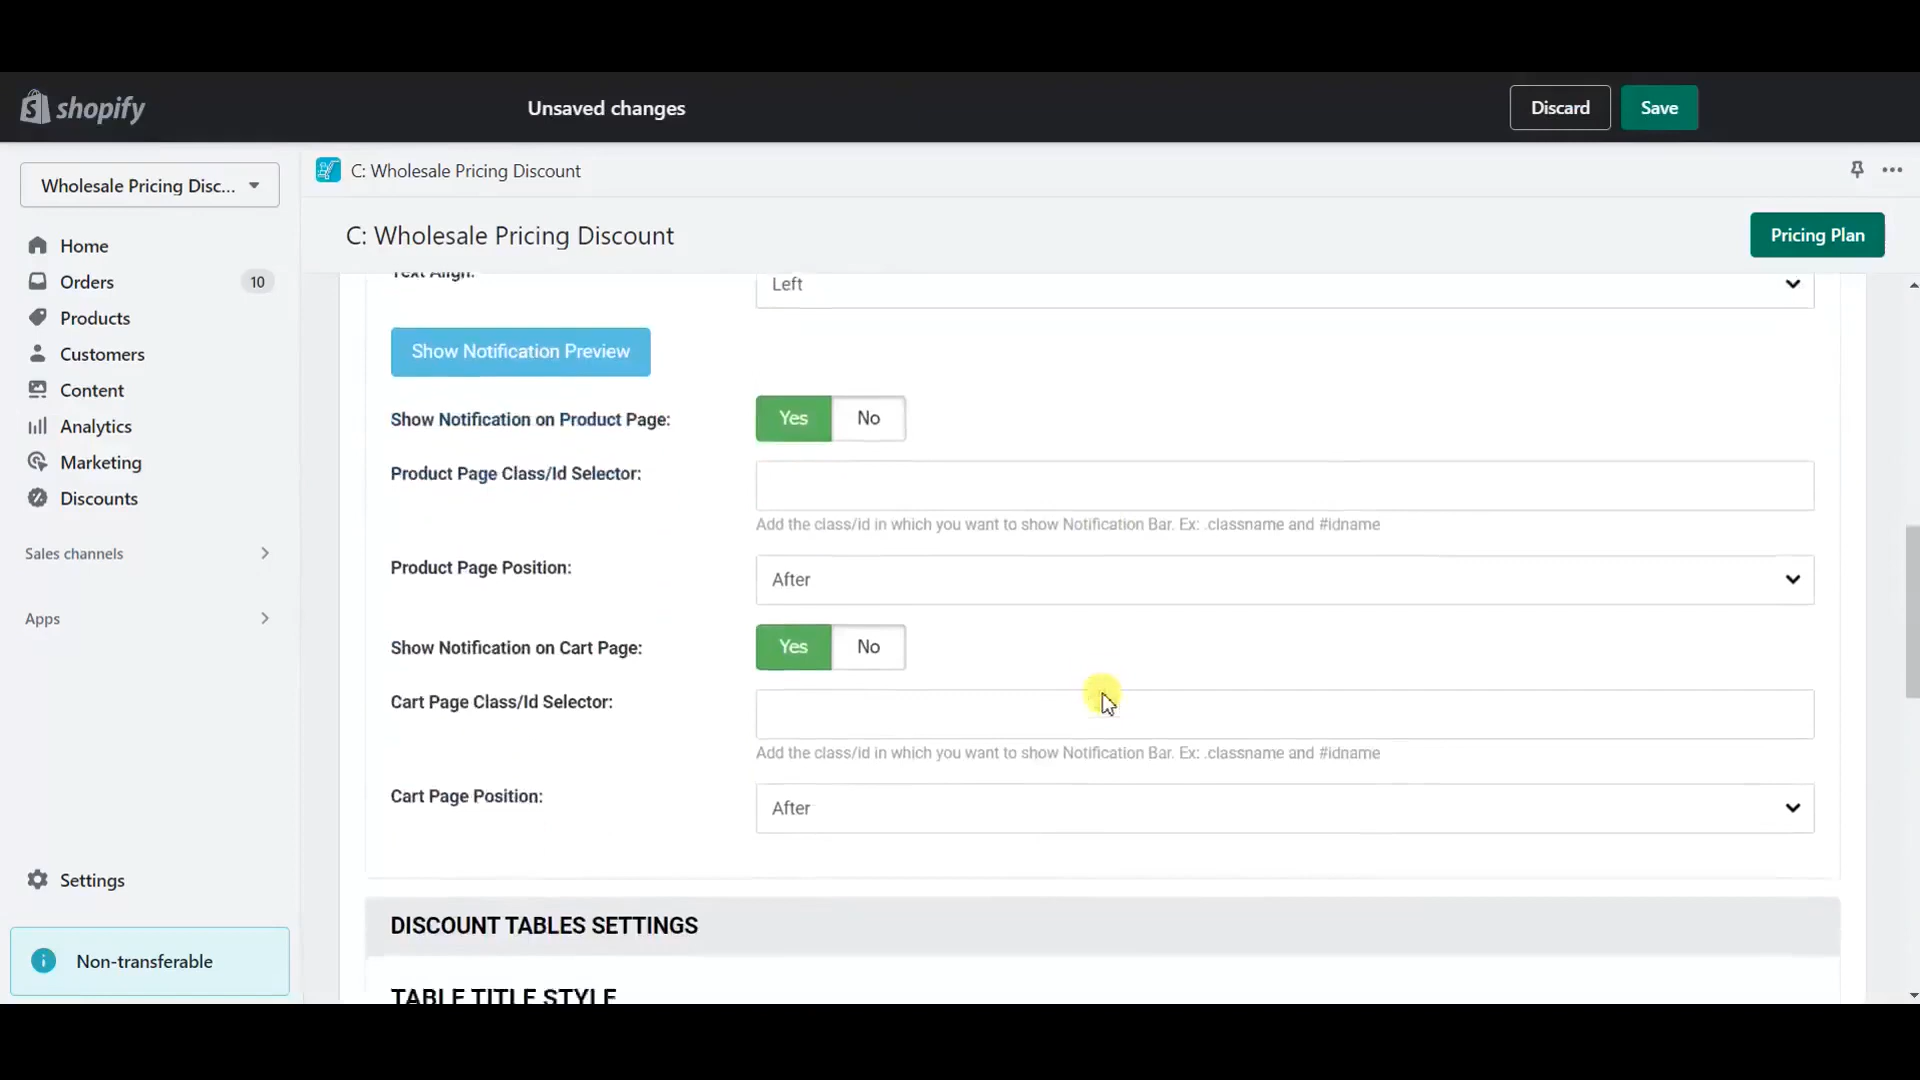 shopify
Unsaved changes
Discard
Save
Wholesale Pricing Disc...
C: Wholesale Pricing Discount
C: Wholesale Pricing Discount
Pricing Plan
Home
Orders 10
Products
Customers
Content
Analytics
Marketing
Discounts
Sales channels
Apps
Settings
Non-transferable
Text Align:
Left
Show Notification Preview
Show Notification on Product Page:
Yes No
Product Page Class/Id Selector:
Add the class/id in which you want to show Notification Bar. Ex: .classname and #idname
Product Page Position:
After
Show Notification on Cart Page:
Yes No
Cart Page Class/Id Selector:
Add the class/id in which you want to show Notification Bar. Ex: .classname and #idname
Cart Page Position:
After
DISCOUNT TABLES SETTINGS
TABLE TITLE STYLE